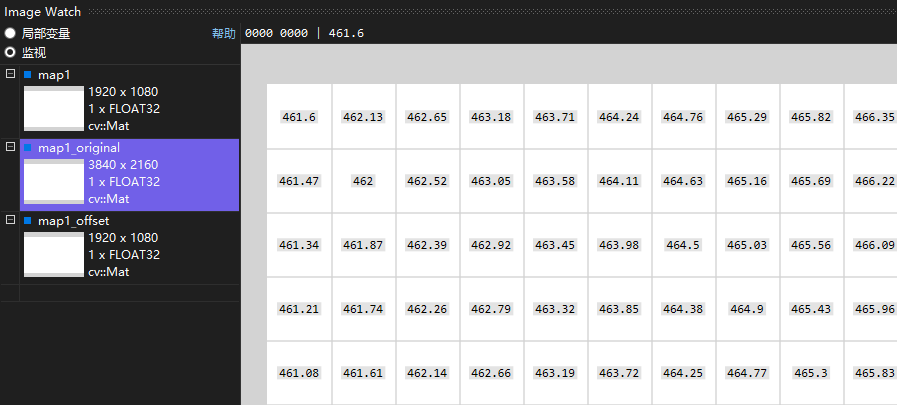 Image Watch
局部变量 帮助 0000 0000 | 461.6
监视
map1
1920 x 1080
1 x FLOAT32
cv::Mat
map1_original
3840 x 2160
1 x FLOAT32
cv::Mat
map1_offset
1920 x 1080
1 x FLOAT32
cv::Mat
461.6 462.13 462.65 463.18 463.71 464.24 464.76 465.29 465.82 466.35
461.47 462 462.52 463.05 463.58 464.11 464.63 465.16 465.69 466.22
461.34 461.87 462.39 462.92 463.45 463.98 464.5 465.03 465.56 466.09
461.21 461.74 462.26 462.79 463.32 463.85 464.38 464.9 465.43 465.96
461.08 461.61 462.14 462.66 463.19 463.72 464.25 464.77 465.3 465.83